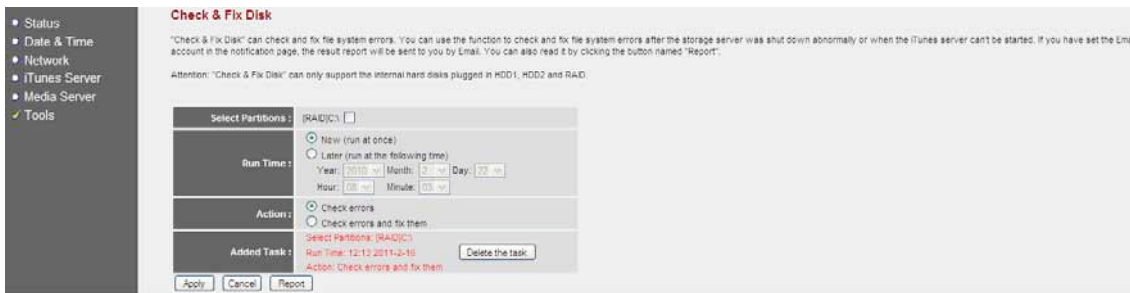 Status
Date & Time
Network
iTunes Server
Media Server
Tools
Check & Fix Disk
"Check & Fix Disk" can check and fix file system errors. You can use the function to check and fix file system errors after the storage server was shut down abnormally or when the iTunes server can't be started. If you have set the Ema
account in the notification page, the result report will be sent to you by Email. You can also read it by clicking the button named "Report".
Attention: "Check & Fix Disk" can only support the internal hard disks plugged in HDD1, HDD2 and RAID.
Select Partitions : [RAID]C:\
Run Time : Now (run at once)
Later (run at the following time)
Year: 2010 Month: 2 Day: 22
Hour: 08 Minute: 03
Action : Check errors
Check errors and fix them
Added Task : Select Partitions: [RAID]C:\
Run Time: 12:13 2011-2-16
Action: Check errors and fix them
Delete the task
Apply Cancel Report